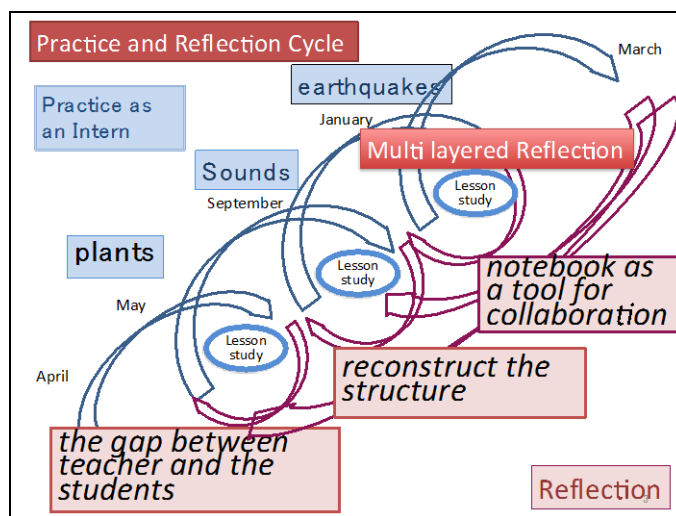 Practice and Reflection Cycle
March
earthquakes
Practice as
an Intern
January
Multi layered Reflection
Sounds
September
Lesson
study
plants
Lesson
study
notebook as
a tool for
collaboration
May
Lesson
study
reconstruct the
structure
April
the gap between
teacher and the
students
Reflection